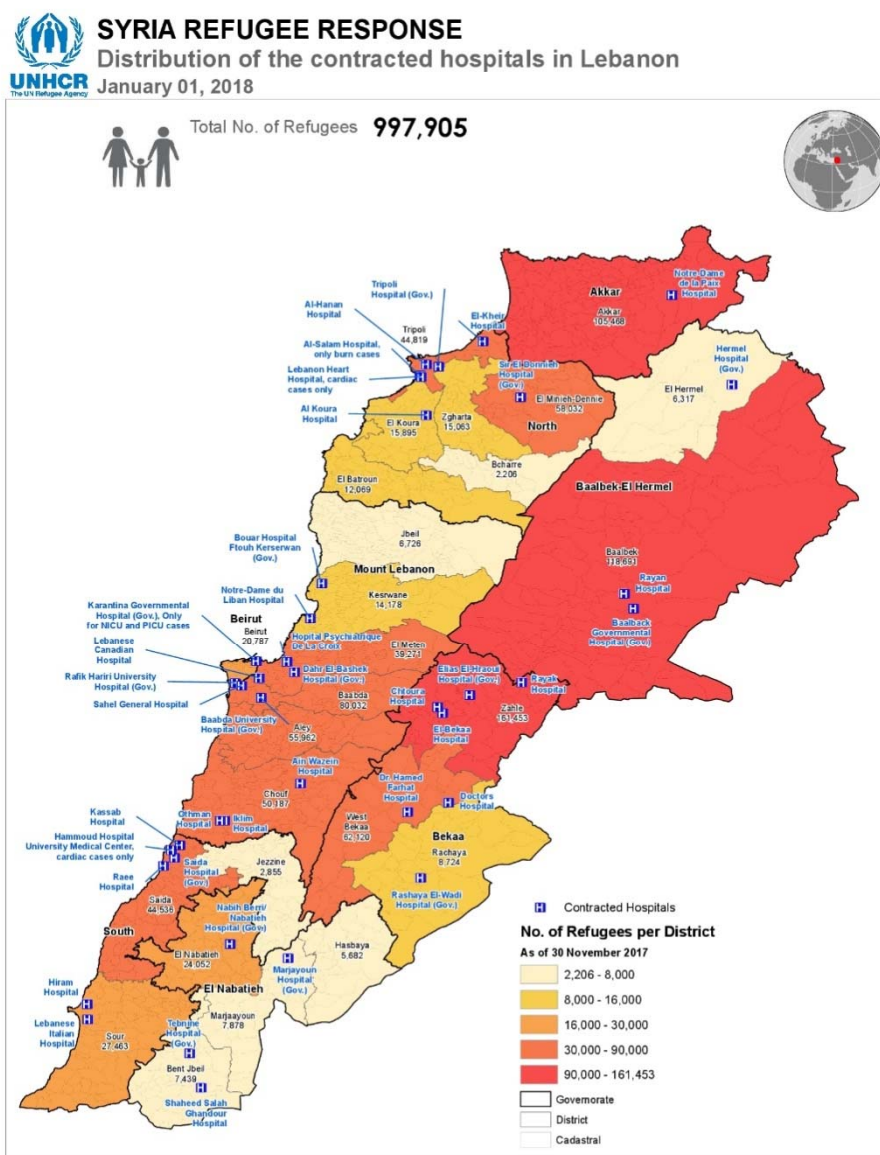 SYRIA REFUGEE RESPONSE
Distribution of the contracted hospitals in Lebanon
January 01, 2018
UNHCR
The UN Refugee Agency
Total No. of Refugees 997,905
Tripoli
Hospital (Gov.)
Al-Hanan
Hospital
El-Kheir
Hospital
Tripoli
44,819
Al-Salam Hospital,
only burn cases
Lebanon Heart
Hospital, cardiac
cases only
Al Koura
Hospital
Akkar
Akkar
105,468
Notre-Dame
de la Paix
Hospital
Sir El Donnieh
Hospital
(Gov.)
El Minieh-Dennie
58,032
North
Hermel
Hospital
(Gov.)
El Hermel
6,317
El Koura
15,895
Zgharta
15,063
Bcharre
2,206
El Batroun
12,069
Baalbek-El Hermel
Baalbek
118,691
Rayan
Hospital
Baalback
Governmental
Hospital (Gov.)
Jbeil
6,726
Bouar Hospital
Ftouh Kerserwan
(Gov.)
Mount Lebanon
Kesrwane
14,178
Notre-Dame du
Liban Hospital
Karantina Governmental
Hospital (Gov.), Only
for NICU and PICU cases
Beirut
Beirut
20,787
Lebanese
Canadian
Hospital
Rafik Hariri University
Hospital (Gov.)
Sahel General Hospital
Hopital Psychiatrique
De La Croix
El Meten
39,271
Dahr El-Bashek
Hospital (Gov.)
Baabda
80,032
Baabda University
Hospital (Gov.)
Aley
55,962
Elias El-Hraoui
Hospital (Gov.)
Rayak
Hospital
Chtoura
Hospital
Zahle
161,453
El-Bekaa
Hospital
Ain Wazein
Hospital
Chouf
50,187
Dr. Hamed
Farhat
Hospital
Doctors
Hospital
West
Bekaa
62,120
Bekaa
Rachaya
8,724
Rashaya El-Wadi
Hospital (Gov.)
Othman
Hospital
Iklim
Hospital
Kassab
Hospital
Hammoud Hospital
University Medical Center,
cardiac cases only
Raee
Hospital
Saida
Hospital
(Gov.)
Jezzine
2,855
Saida
44,536
South
Nabih Berri/
Nabatieh
Hospital (Gov.)
El Nabatieh
24,052
Hasbaya
5,682
Marjayoun
Hospital
(Gov.)
El Nabatieh
Marjaayoun
7,878
Hiram
Hospital
Lebanese
Italian
Hospital
Sour
27,463
Tebnine
Hospital
(Gov.)
Bent Jbeil
7,439
Shaheed Salah
Ghandour
Hospital
Contracted Hospitals
No. of Refugees per District
As of 30 November 2017
2,206 - 8,000
8,000 - 16,000
16,000 - 30,000
30,000 - 90,000
90,000 - 161,453
Governorate
District
Cadastral